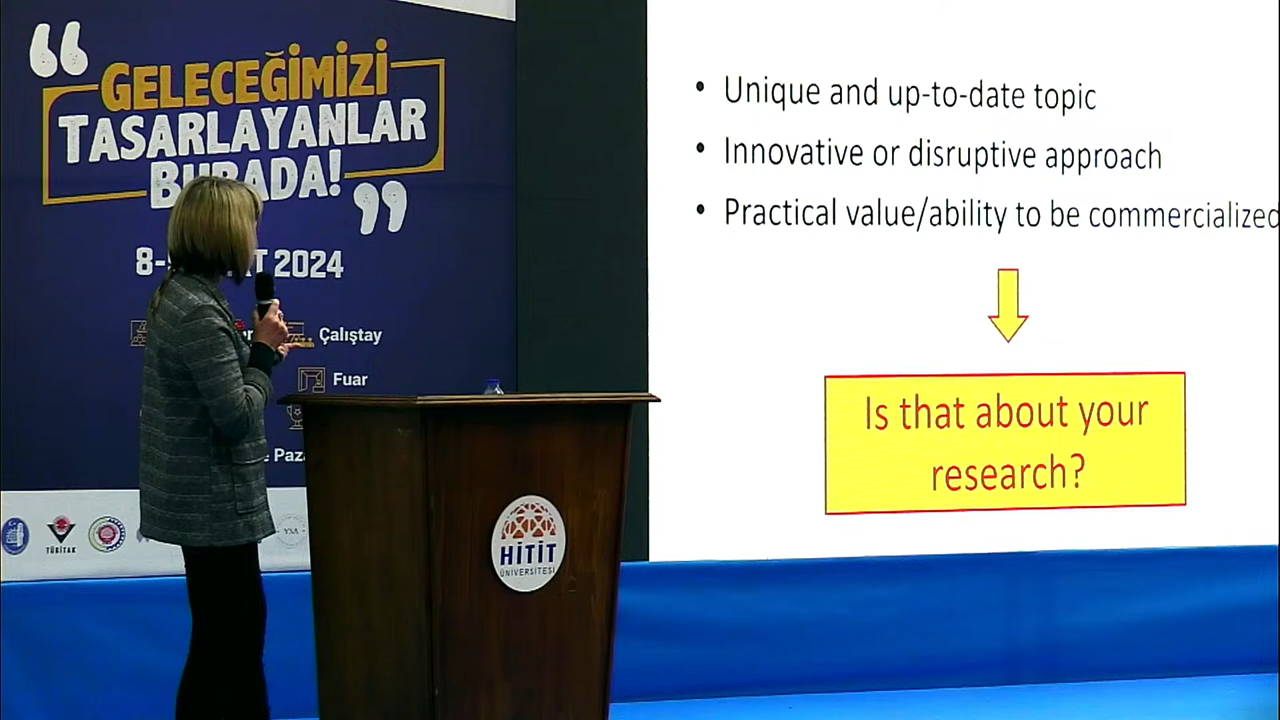 “
GELECEĞİMİZİ
TASARLAYANLAR
BURADA!
”
2024
Çalıştay
Fuar
TÜBİTAK
YSA
HİTİT
ÜNİVERSİTESİ
• Unique and up-to-date topic
• Innovative or disruptive approach
• Practical value/ability to be commercialized
Is that about your
research?